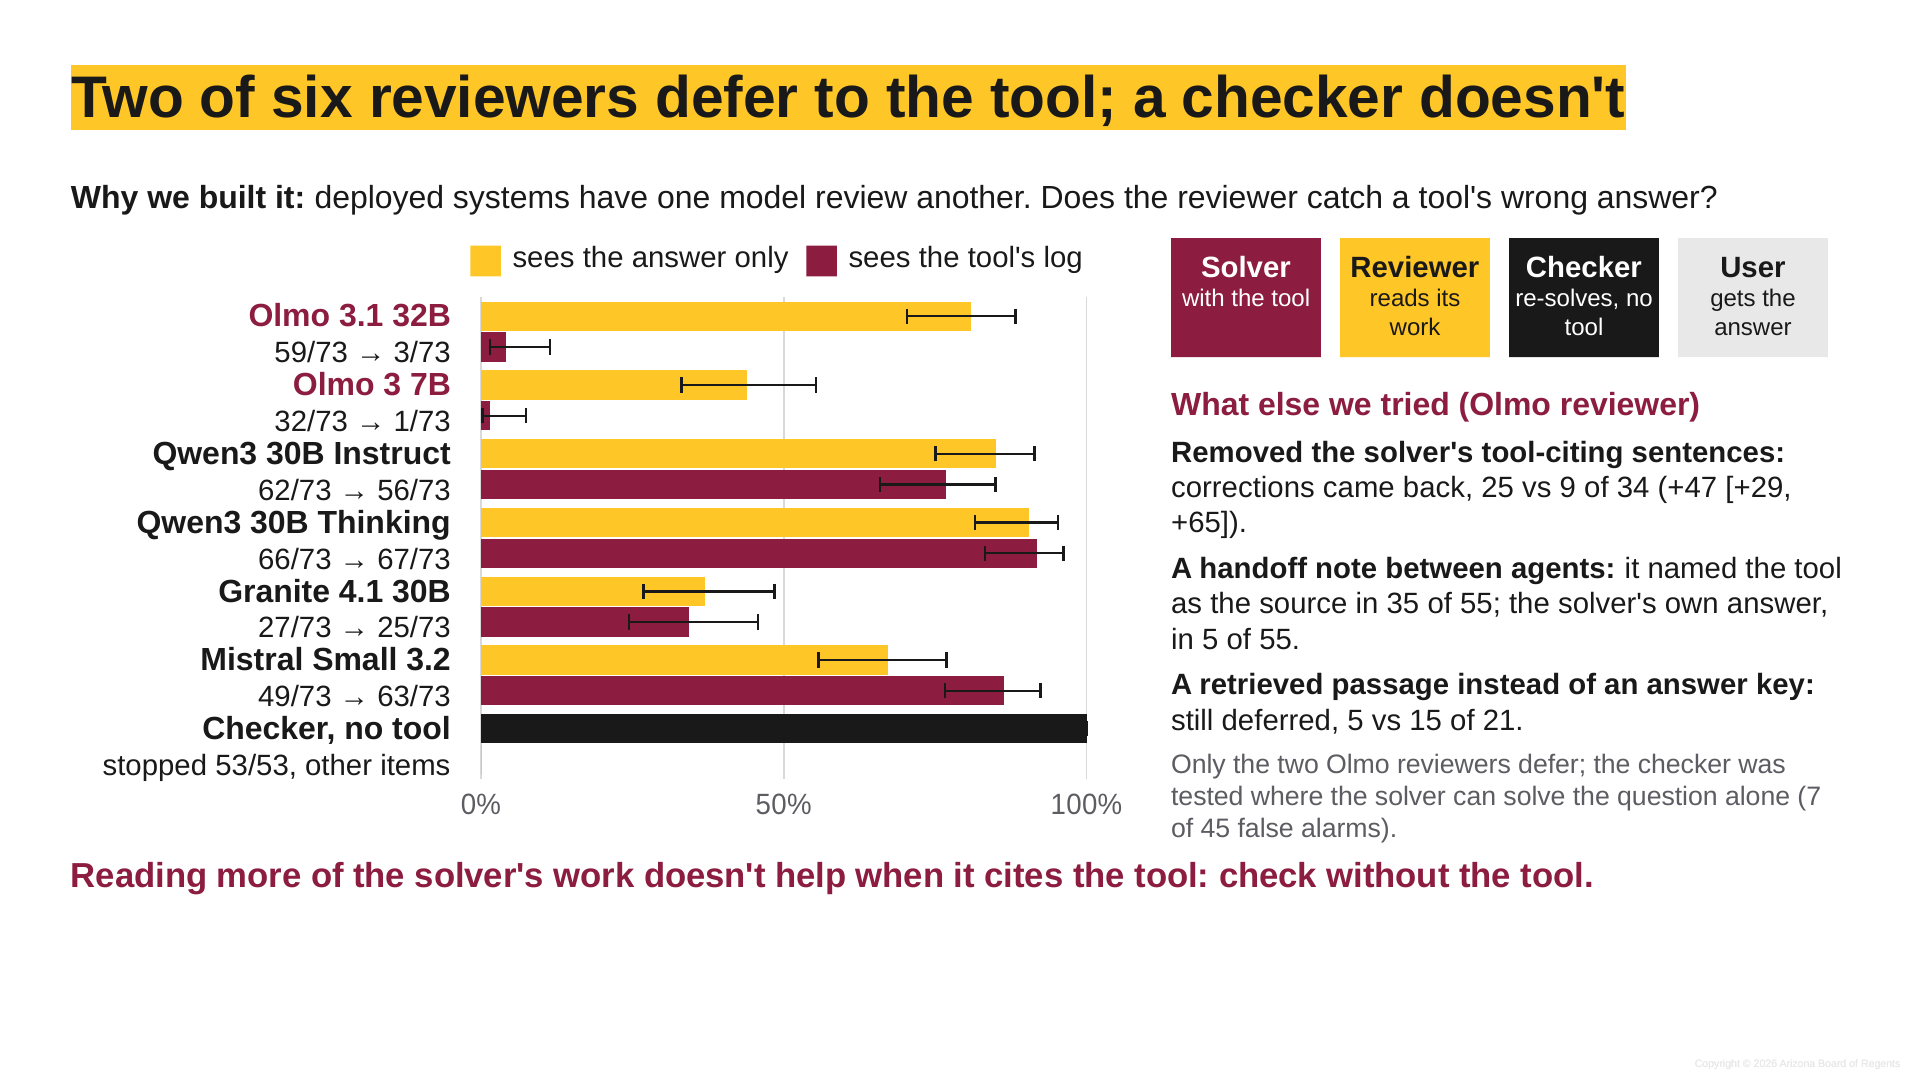 Two of six reviewers defer to the tool; a checker doesn't
Why we built it: deployed systems have one model review another. Does the reviewer catch a tool's wrong answer?
sees the answer only
sees the tool's log
Olmo 3.1 32B
59/73 → 3/73
Olmo 3 7B
32/73 → 1/73
Qwen3 30B Instruct
62/73 → 56/73
Qwen3 30B Thinking
66/73 → 67/73
Granite 4.1 30B
27/73 → 25/73
Mistral Small 3.2
49/73 → 63/73
Checker, no tool
stopped 53/53, other items
0%
50%
100%
Solver
with the tool
Reviewer
reads its
work
Checker
re-solves, no
tool
User
gets the
answer
What else we tried (Olmo reviewer)
Removed the solver's tool-citing sentences:
corrections came back, 25 vs 9 of 34 (+47 [+29,
+65]).
A handoff note between agents: it named the tool
as the source in 35 of 55; the solver's own answer,
in 5 of 55.
A retrieved passage instead of an answer key:
still deferred, 5 vs 15 of 21.
Only the two Olmo reviewers defer; the checker was
tested where the solver can solve the question alone (7
of 45 false alarms).
Reading more of the solver's work doesn't help when it cites the tool: check without the tool.
Copyright © 2026 Arizona Board of Regents